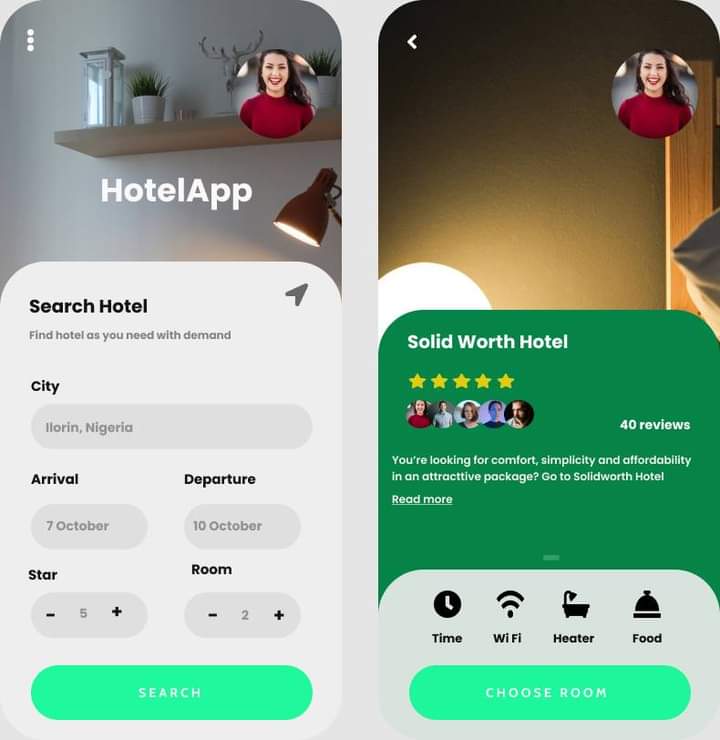 HotelApp
Search Hotel
Find hotel as you need with demand
City
Ilorin, Nigeria
Arrival
Departure
7 October
10 October
Star
Room
- 5 +
- 2 +
SEARCH
Solid Worth Hotel
40 reviews
You're looking for comfort, simplicity and affordability
in an attracttive package? Go to Solidworth Hotel
Read more
Time
Wi Fi
Heater
Food
CHOOSE ROOM